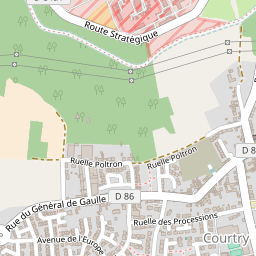 Route Stratégique
Ruelle Poltron
Ruelle Poltron
D 8
D 86
Rue du Général de Gaulle
Ruelle des Processions
Avenue de l'Europe
Courtry